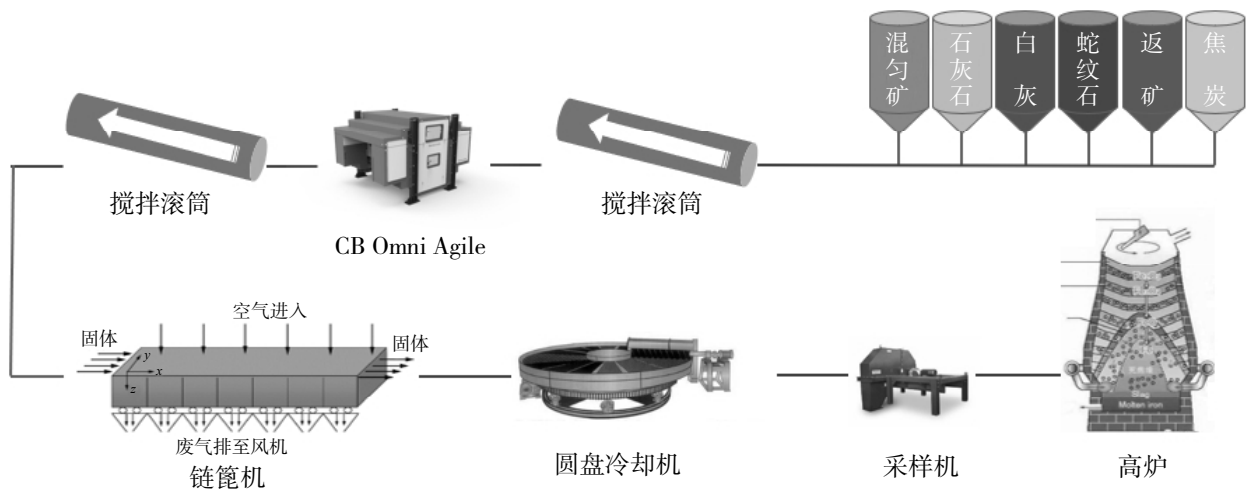 混匀矿
石灰石
白灰
蛇纹石
返矿
焦炭
搅拌滚筒
CB Omni Agile
搅拌滚筒
空气进入
固体
固体
y
x
z
废气排至风机
链篦机
圆盘冷却机
采样机
Slag
Molten iron
高炉